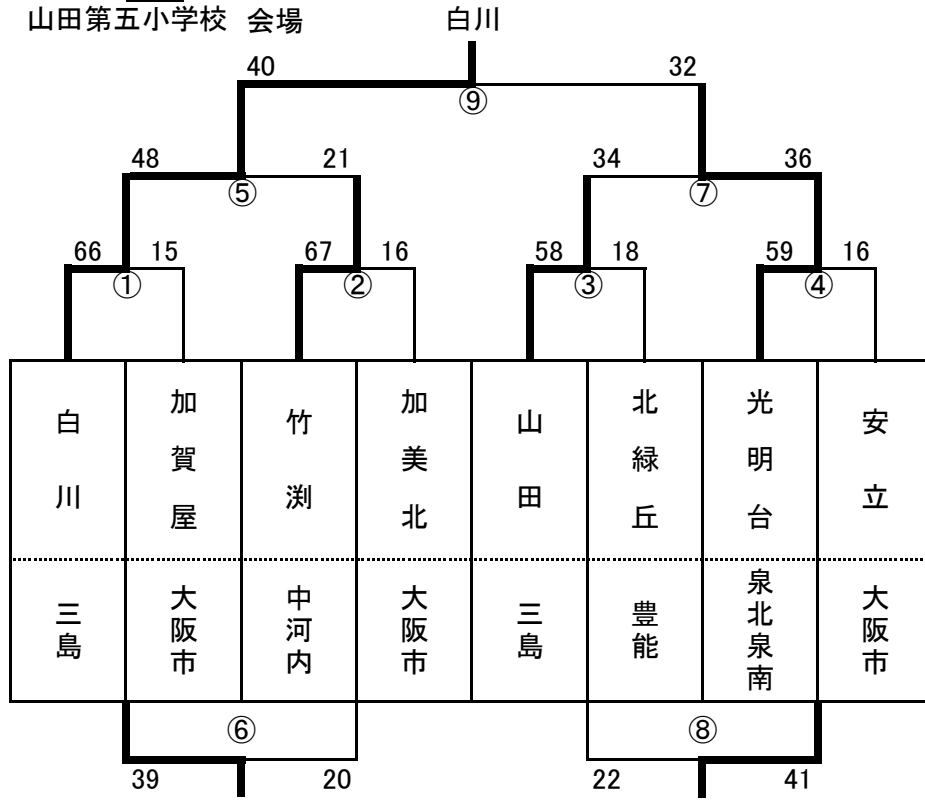 山田第五小学校 会場
白川
40 32
⑨
48 21 34 36
⑤ ⑦
66 15 67 16 58 18 59 16
① ② ③ ④
白川 加賀屋 竹渕 加美北 山田 北緑丘 光明台 安立
三島 大阪市 中河内 大阪市 三島 豊能 泉北泉南 大阪市
⑥ ⑧
39 20 22 41